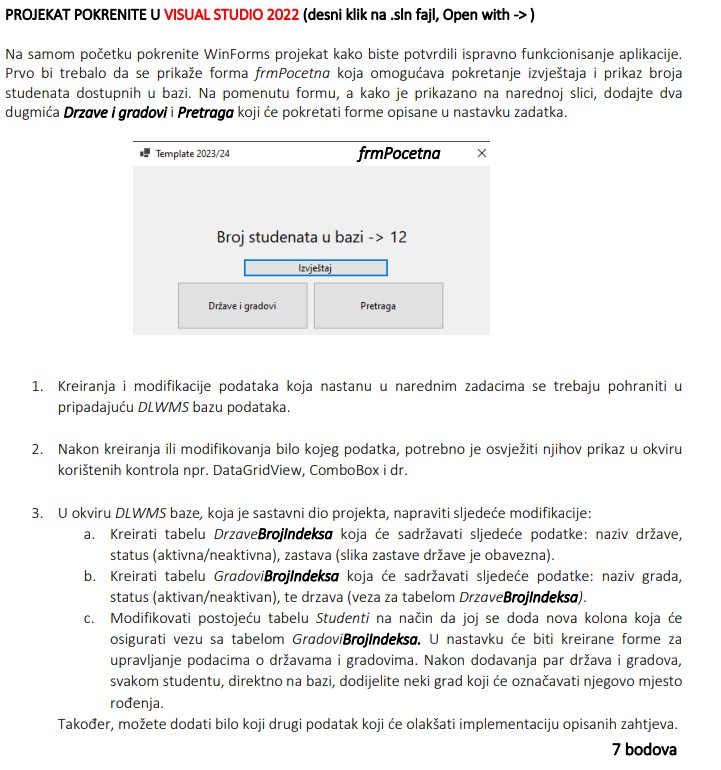 PROJEKAT POKRENITE U VISUAL STUDIO 2022 (desni klik na .sln fajl, Open with -> )
Na samom početku pokrenite WinForms projekat kako biste potvrdili ispravno funkcionisanje aplikacije.
Prvo bi trebalo da se prikaže forma frmPocetna koja omogućava pokretanje izvještaja i prikaz broja
studenata dostupnih u bazi. Na pomenutu formu, a kako je prikazano na narednoj slici, dodajte dva
dugmića Drzave i gradovi i Pretraga koji će pokretati forme opisane u nastavku zadatka.
Template 2023/24 frmPocetna
Broj studenata u bazi -> 12
Izvještaj
Države i gradovi Pretraga
1. Kreiranja i modifikacije podataka koja nastanu u narednim zadacima se trebaju pohraniti u
pripadajuću DLWMS bazu podataka.
2. Nakon kreiranja ili modifikovanja bilo kojeg podatka, potrebno je osvježiti njihov prikaz u okviru
korištenih kontrola npr. DataGridView, ComboBox i dr.
3. U okviru DLWMS baze, koja je sastavni dio projekta, napraviti sljedeće modifikacije:
a. Kreirati tabelu DrzaveBrojIndeksa koja će sadržavati sljedeće podatke: naziv države,
status (aktivna/neaktivna), zastava (slika zastave države je obavezna).
b. Kreirati tabelu GradoviBrojIndeksa koja će sadržavati sljedeće podatke: naziv grada,
status (aktivan/neaktivan), te drzava (veza za tabelom DrzaveBrojIndeksa).
c. Modifikovati postojeću tabelu Studenti na način da joj se doda nova kolona koja će
osigurati vezu sa tabelom GradoviBrojIndeksa. U nastavku će biti kreirane forme za
upravljanje podacima o državama i gradovima. Nakon dodavanja par država i gradova,
svakom studentu, direktno na bazi, dodijelite neki grad koji će označavati njegovo mjesto
rođenja.
Također, možete dodati bilo koji drugi podatak koji će olakšati implementaciju opisanih zahtjeva.
7 bodova